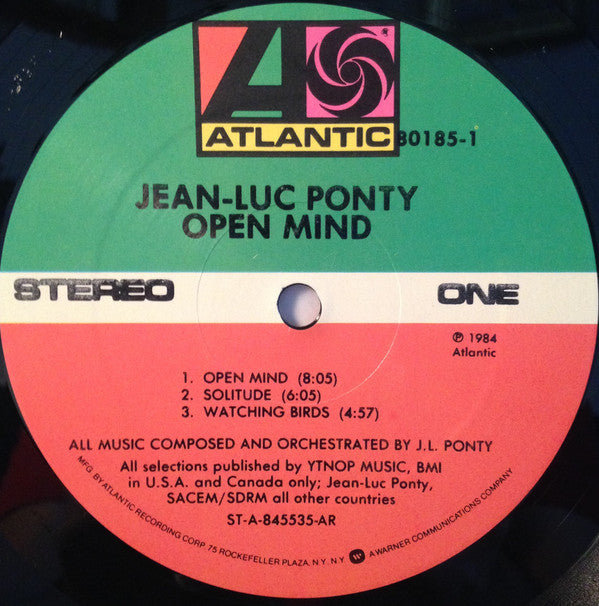 ATLANTIC
80185-1
JEAN-LUC PONTY
OPEN MIND
STEREO
ONE
℗ 1984
Atlantic
1. OPEN MIND (8:05)
2. SOLITUDE (6:05)
3. WATCHING BIRDS (4:57)
ALL MUSIC COMPOSED AND ORCHESTRATED BY J.L. PONTY
All selections published by YTNOP MUSIC, BMI
in U.S.A. and Canada only; Jean-Luc Ponty,
SACEM/SDRM all other countries
ST-A-845535-AR
MFG. BY ATLANTIC RECORDING CORP. 75 ROCKEFELLER PLAZA. N.Y. N.Y. A WARNER COMMUNICATIONS COMPANY